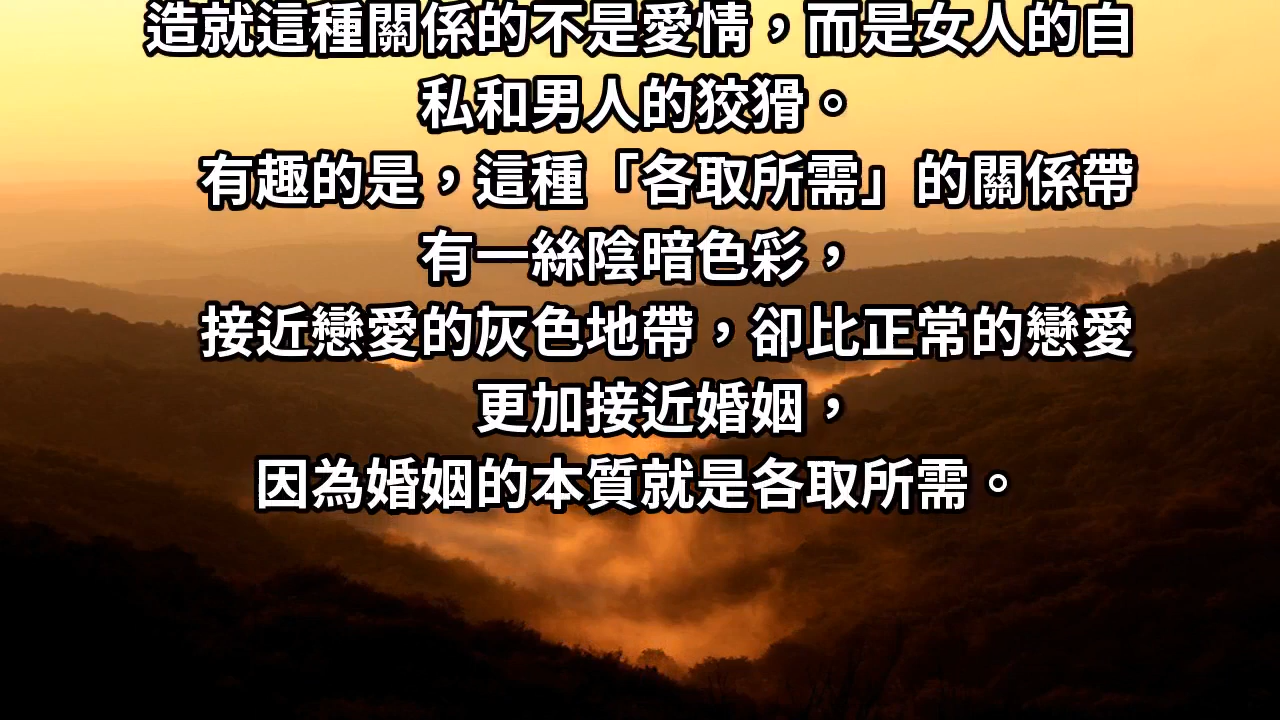 造就這種關係的不是愛情，而是女人的自
私和男人的狡猾。
有趣的是，這種「各取所需」的關係帶
有一絲陰暗色彩，
接近戀愛的灰色地帶，卻比正常的戀愛
更加接近婚姻，
因為婚姻的本質就是各取所需。